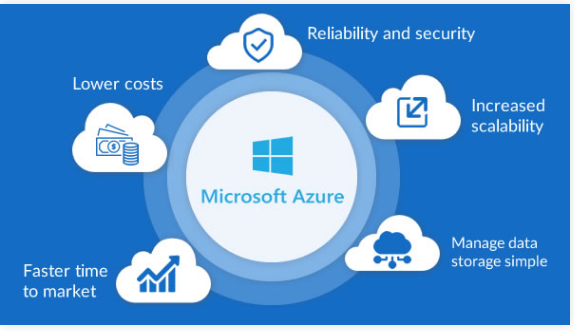 Reliability and security
Lower costs
Increased
scalability
Microsoft Azure
Manage data
storage simple
Faster time
to market